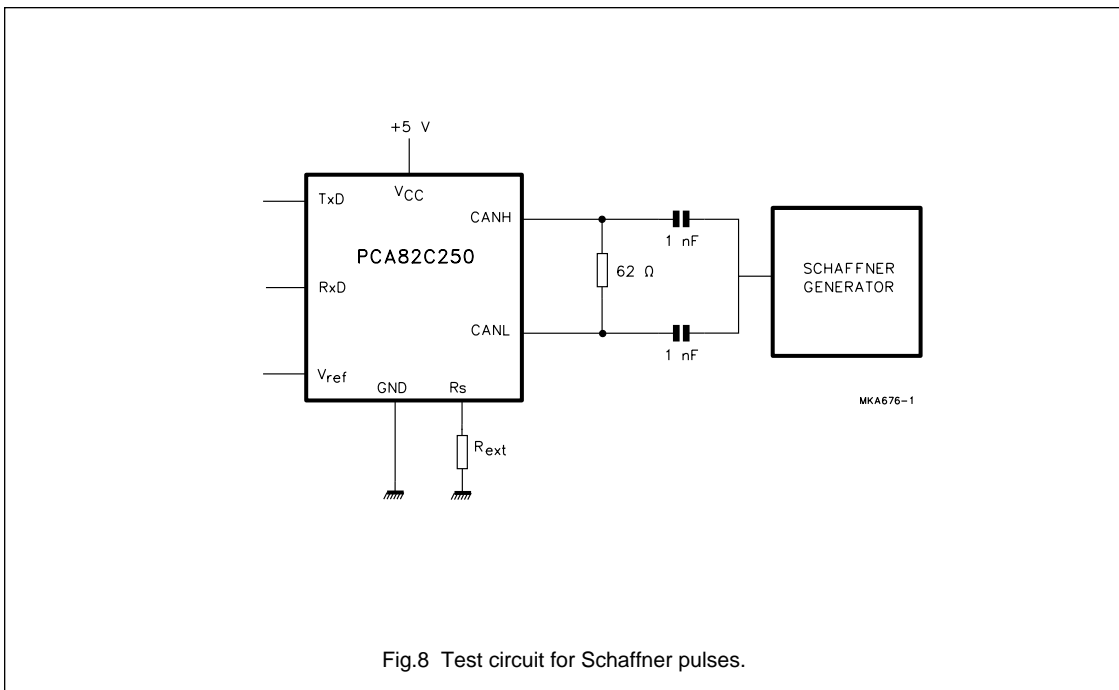 +5 V
VCC
TxD
CANH
1 nF
PCA82C250
62 Ω
SCHAFFNER
GENERATOR
RxD
CANL
1 nF
Vref
GND
Rs
MKA676-1
Rext
Fig.8 Test circuit for Schaffner pulses.